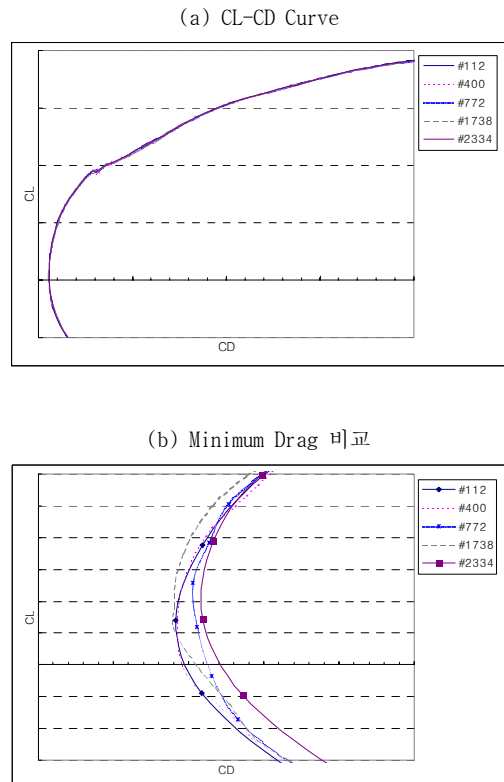 (a) CL-CD Curve
#112
#400
#772
#1738
#2334
CL
CD
(b) Minimum Drag 비교
#112
#400
#772
#1738
#2334
CL
CD